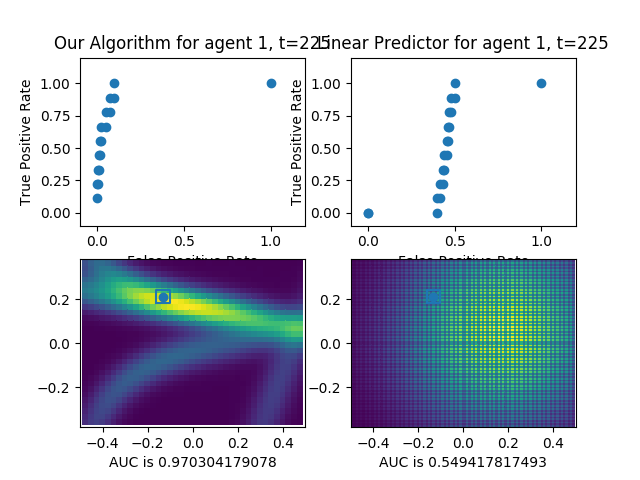 Our Algorithm for agent 1, t=225
Linear Predictor for agent 1, t=225
True Positive Rate
1.00
0.75
0.50
0.25
0.00
0.0 0.5 1.0
False Positive Rate
True Positive Rate
1.00
0.75
0.50
0.25
0.00
0.0 0.5 1.0
False Positive Rate
0.2
0.0
−0.2
−0.4 −0.2 0.0 0.2 0.4
AUC is 0.970304179078
0.2
0.0
−0.2
−0.4 −0.2 0.0 0.2 0.4
AUC is 0.549417817493